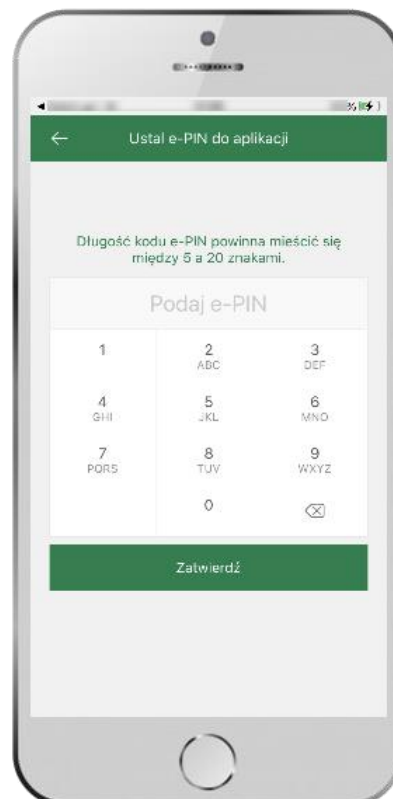 Ustal e-PIN do aplikacji
Długość kodu e-PIN powinna mieścić się
między 5 a 20 znakami.
Podaj e-PIN
1 2 3
ABC DEF
4 5 6
GHI JKL MNO
7 8 9
PQRS TUV WXYZ
0
Zatwierdź